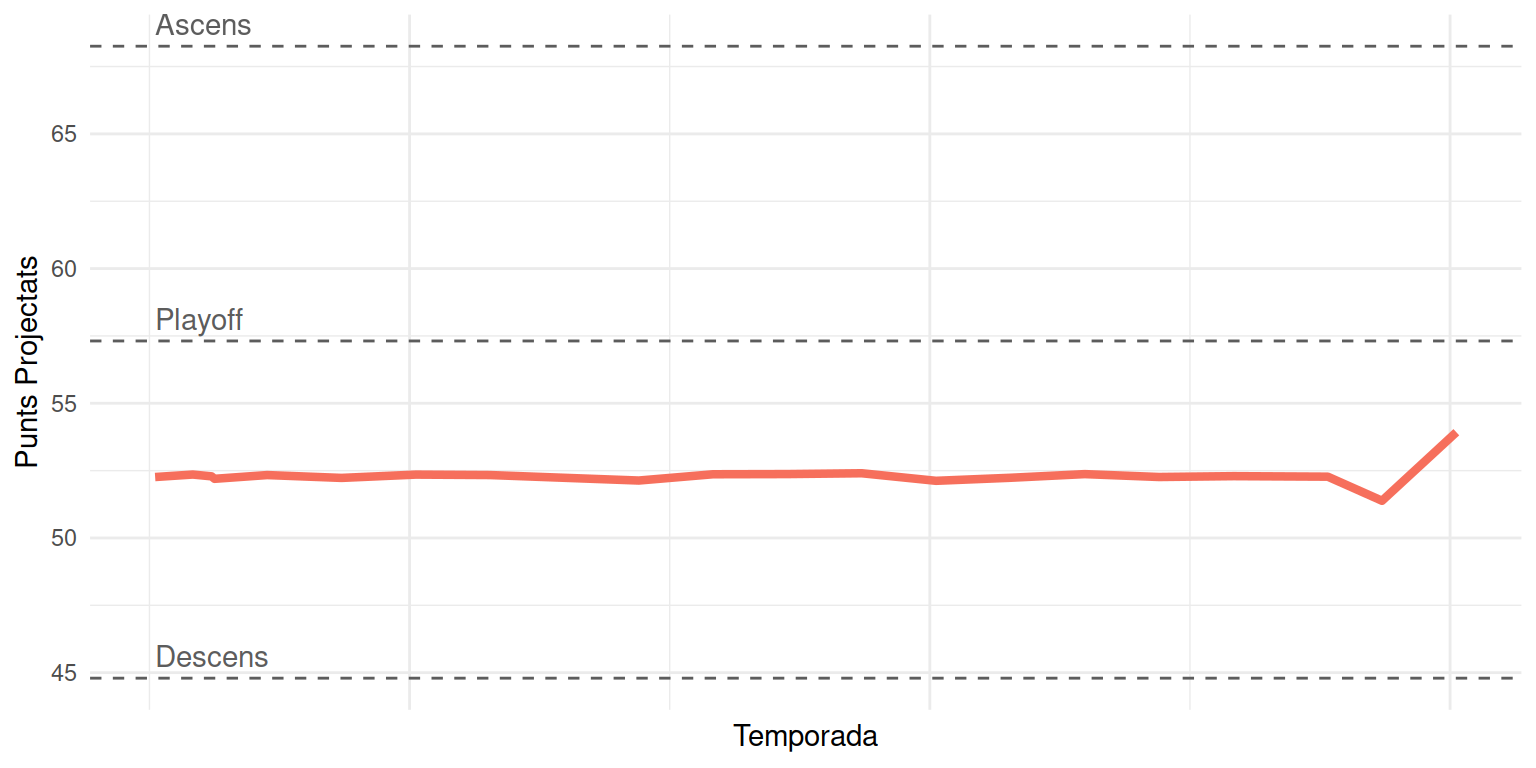 Ascens
65
60
Playoff
55
50
Descens
45
Punts Projectats
Temporada